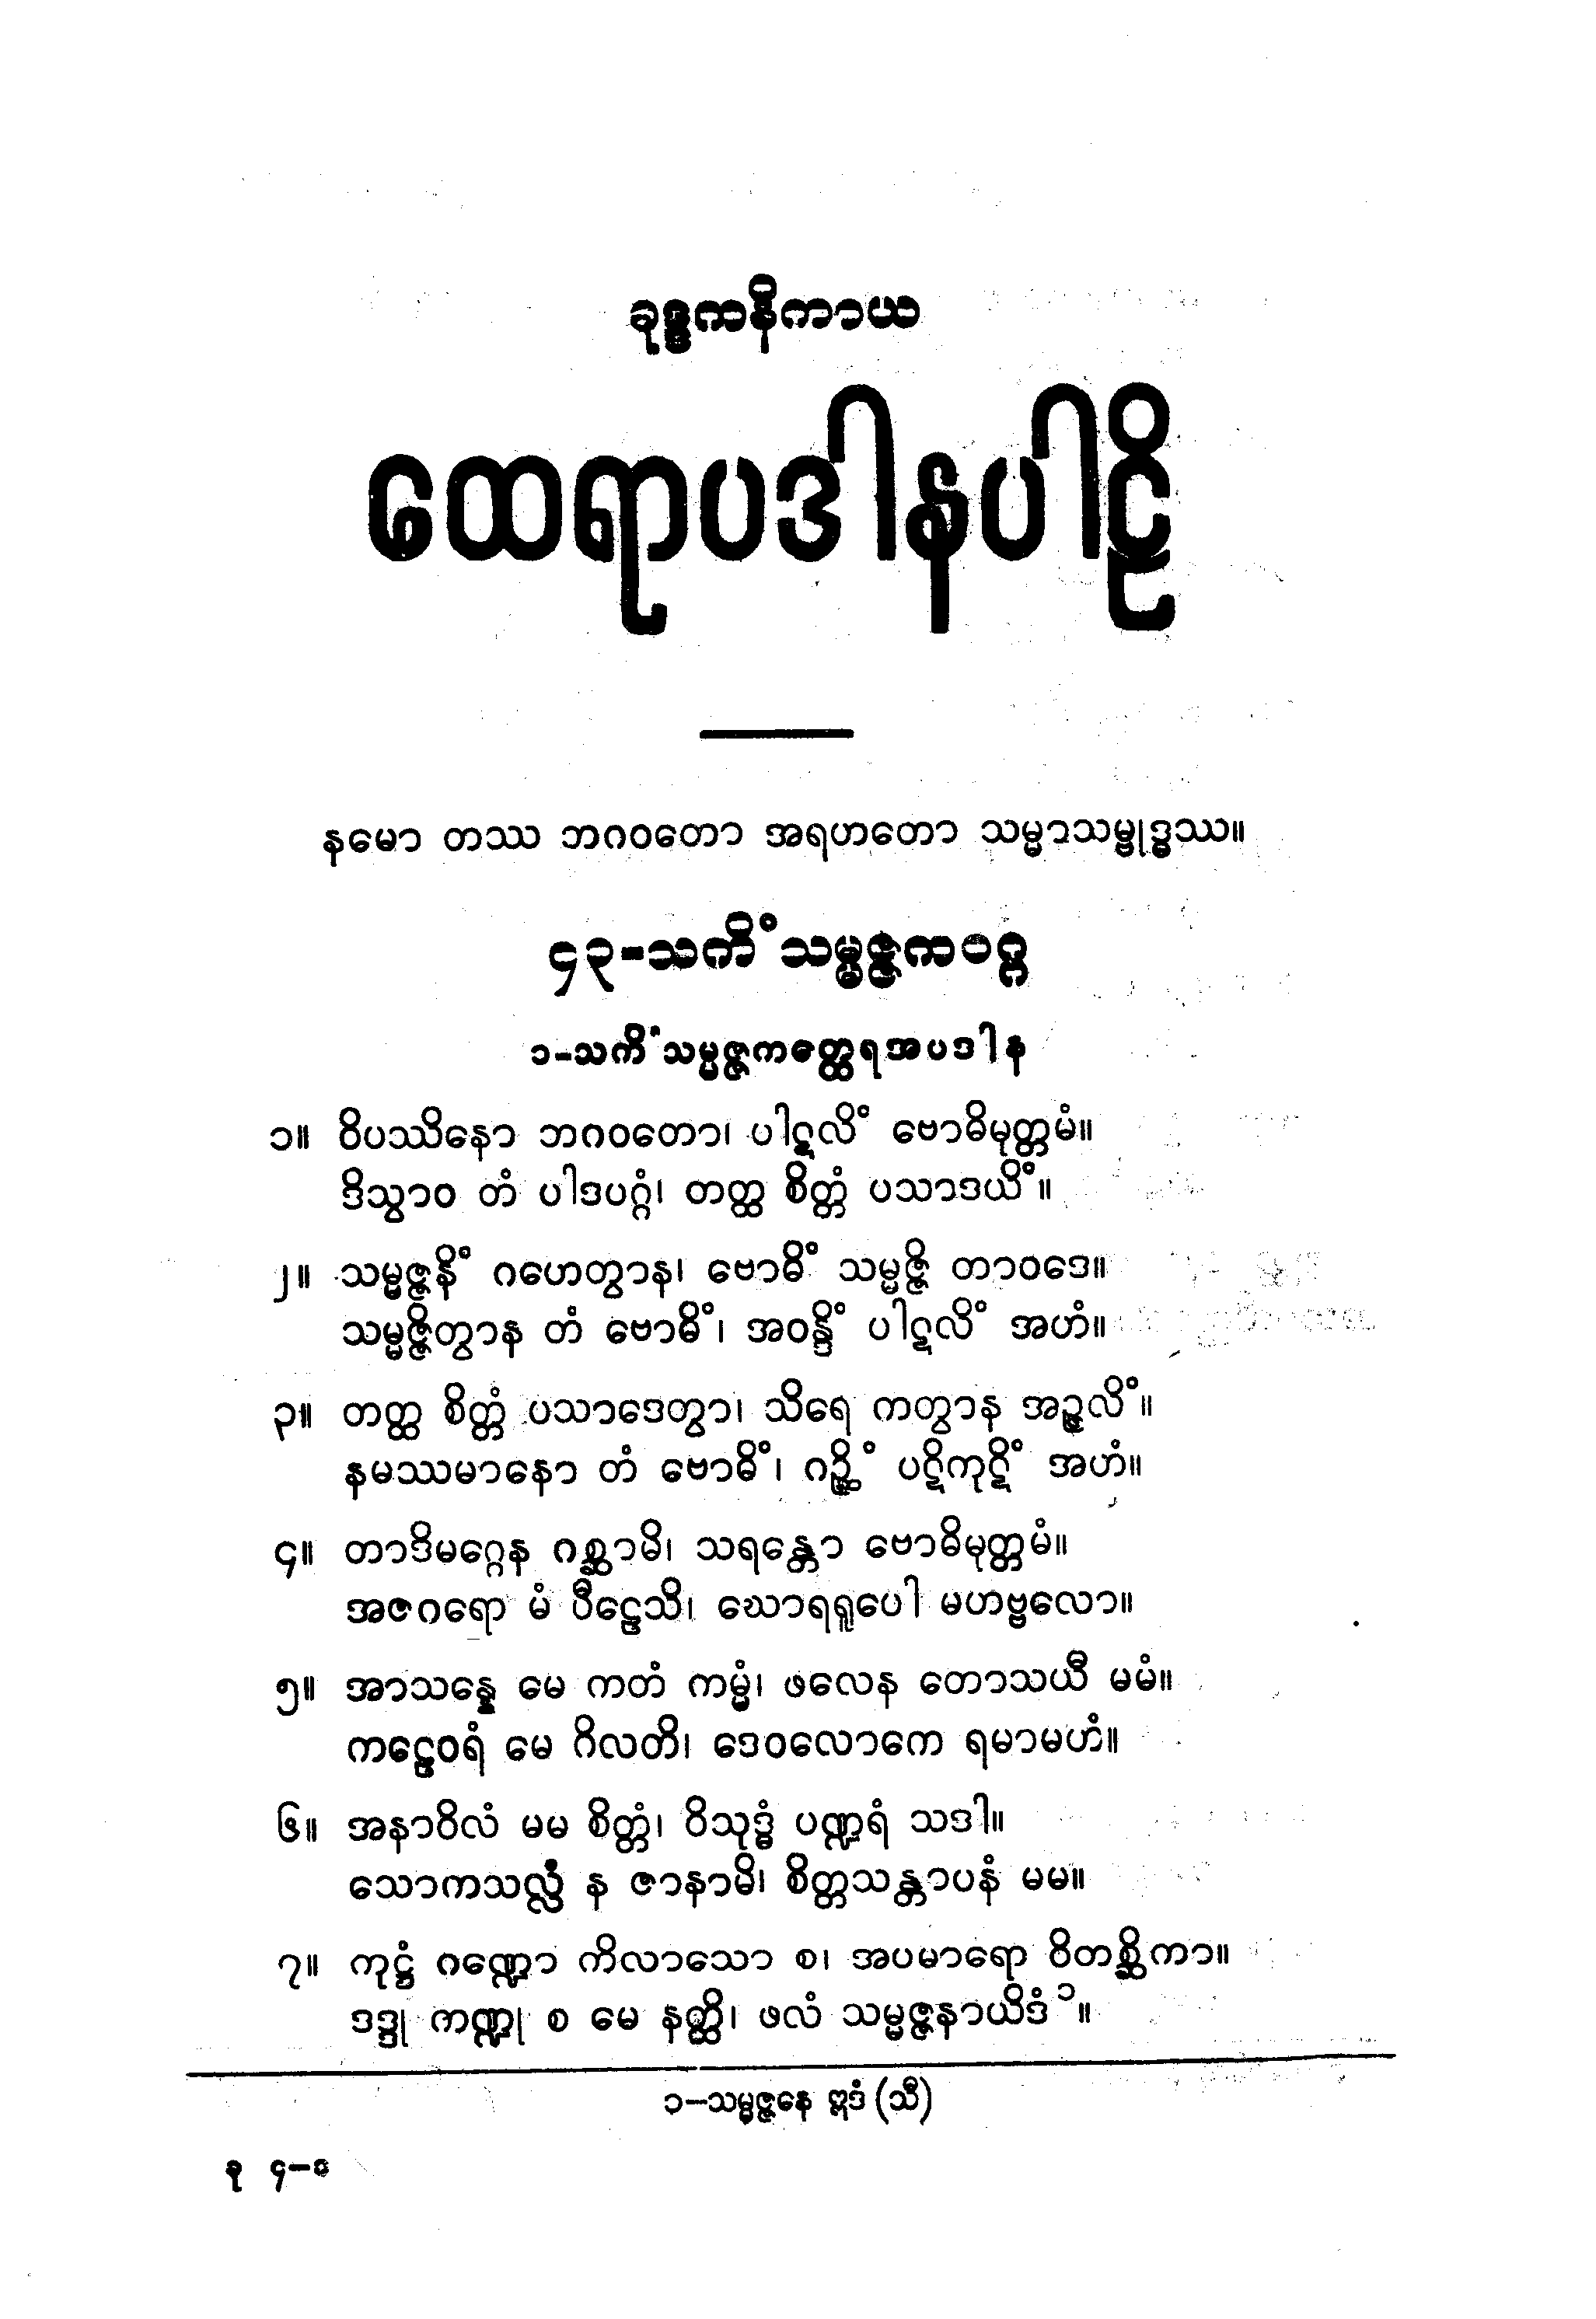 ခုဒ္ဒကနိကာယ
ထေရာပဒါနပါဠိ
နမော တဿ ဘဂဝတော အရဟတော သမ္မာသမ္ဗုဒ္ဓဿ။
၄၃-သကိံသမ္မဇ္ဇကဝဂ္ဂ
၁-သကိံသမ္မဇ္ဇကတ္ထေရအပဒါန
၁။ ဝိပဿိနော ဘဂဝတော၊ ပါဋလိံ ဗောဓိမုတ္တမံ။
ဒိသွာဝ တံ ပါဒပဂ္ဂံ၊ တတ္ထ စိတ္တံ ပသာဒယိံ။
၂။ သမ္မဇ္ဇနိံ ဂဟေတွာန၊ ဗောဓိံ သမ္မဇ္ဇိ တာဝဒေ။
သမ္မဇ္ဇိတွာန တံ ဗောဓိံ၊ အဝန္ဒိံ ပါဋလိံ အဟံ။
၃။ တတ္ထ စိတ္တံ ပသာဒေတွာ၊ သိရေ ကတွာန အဉ္ဇလိံ။
နမဿမာနော တံ ဗောဓိံ၊ ဂဉ္ဆိံ ပဋိကုဋိံ အဟံ။
၄။ တာဒိမဂ္ဂေန ဂစ္ဆာမိ၊ သရန္တော ဗောဓိမုတ္တမံ။
အဇဂရော မံ ပီဠေသိ၊ ဃောရရူပေါ မဟဗ္ဗလော။
၅။ အာသန္နေ မေ ကတံ ကမ္မံ၊ ဖလေန တောသယီ မမံ။
ကဠေဝရံ မေ ဂိလတိ၊ ဒေဝလောကေ ရမာမဟံ။
၆။ အနာဝိလံ မမ စိတ္တံ၊ ဝိသုဒ္ဓံ ပဏ္ဍရံ သဒါ။
သောကသလ္လံ န ဇာနာမိ၊ စိတ္တသန္တာပနံ မမ။
၇။ ကုဋ္ဌံ ဂဏ္ဍော ကိလာသော စ၊ အပမာရော ဝိတစ္ဆိကာ။
ဒဒ္ဒု ကဏ္ဍု စ မေ နတ္ထိ၊ ဖလံ သမ္မဇ္ဇနာယိဒံ ၁။
၁-သမ္မဇ္ဇနေ ဣဒံ (သီ)